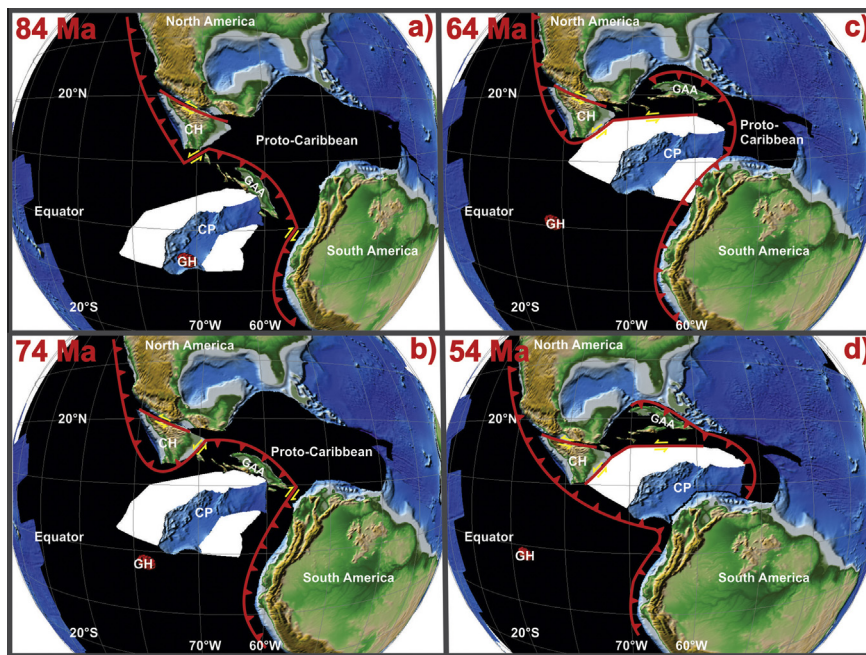 84 Ma
North America
a)
20°N
CH
Proto-Caribbean
GAA
Equator
CP
GH
South America
20°S
70°W
60°W
64 Ma
North America
c)
20°N
GAA
CH
Proto-
Caribbean
CP
Equator
GH
South America
20°S
70°W
60°W
74 Ma
North America
b)
20°N
CH
Proto-Caribbean
GAA
CP
Equator
GH
South America
20°S
70°W
60°W
54 Ma
North America
d)
20°N
GAA
CH
CP
Equator
GH
South America
20°S
70°W
60°W